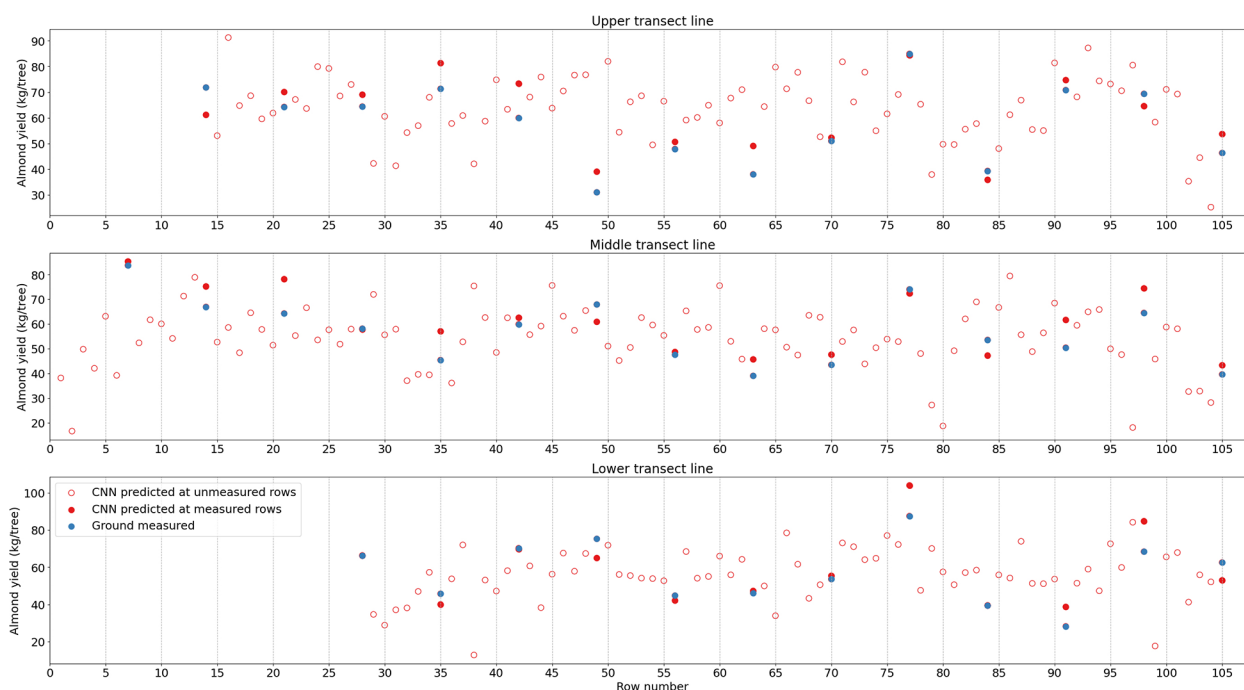 Upper transect line
Almond yield (kg/tree)
90
80
70
60
50
40
30
0 5 10 15 20 25 30 35 40 45 50 55 60 65 70 75 80 85 90 95 100 105
Middle transect line
Almond yield (kg/tree)
80
70
60
50
40
30
20
0 5 10 15 20 25 30 35 40 45 50 55 60 65 70 75 80 85 90 95 100 105
Lower transect line
Almond yield (kg/tree)
100
80
60
40
20
CNN predicted at unmeasured rows
CNN predicted at measured rows
Ground measured
0 5 10 15 20 25 30 35 40 45 50 55 60 65 70 75 80 85 90 95 100 105
Row number